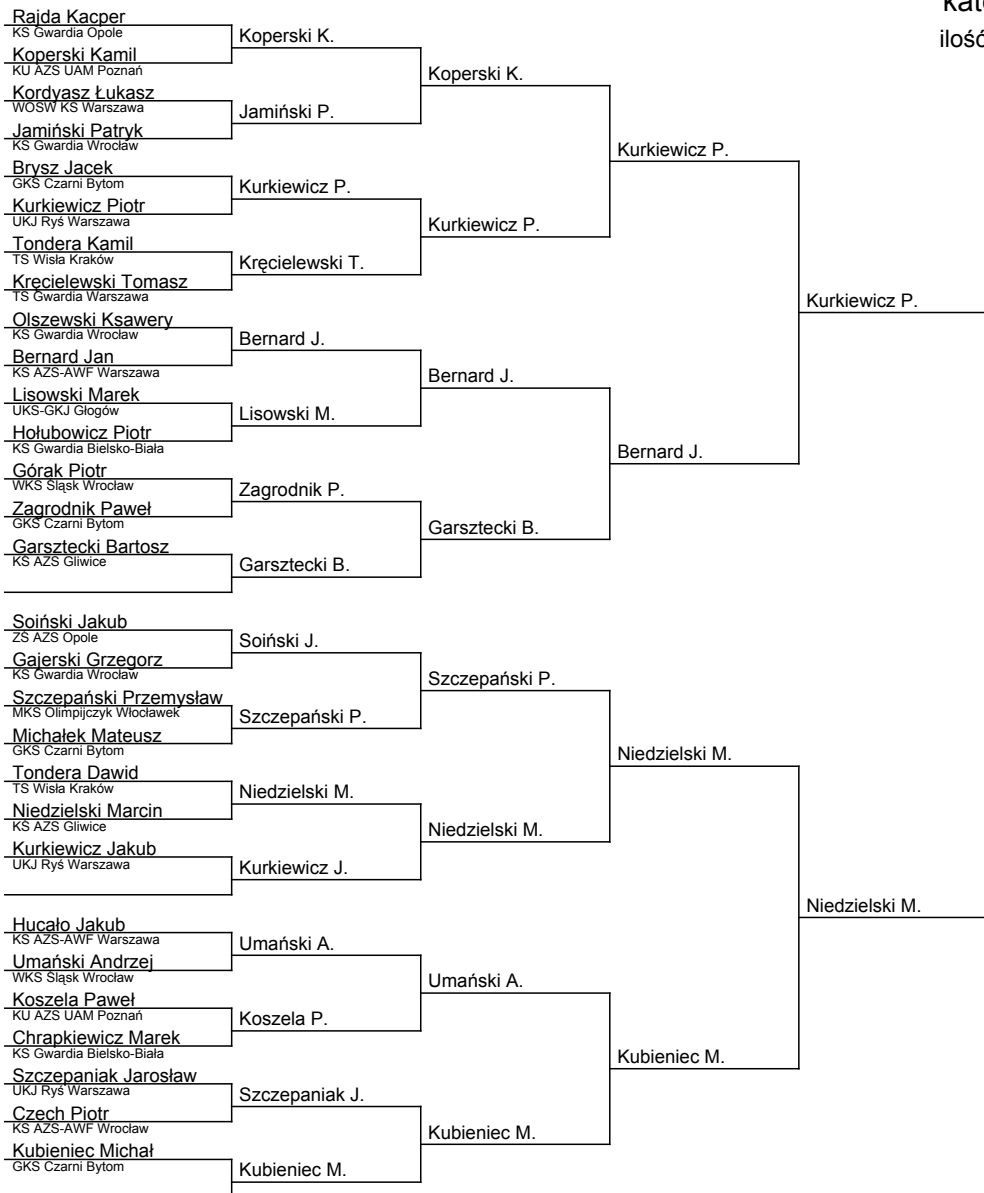 kat
ilość
Rajda Kacper
KS Gwardia Opole
Koperski Kamil
KU AZS UAM Poznań
Kordyasz Łukasz
WOSW KS Warszawa
Jamiński Patryk
KS Gwardia Wrocław
Brysz Jacek
GKS Czarni Bytom
Kurkiewicz Piotr
UKJ Ryś Warszawa
Tondera Kamil
TS Wisła Kraków
Kręcielewski Tomasz
TS Gwardia Warszawa
Olszewski Ksawery
KS Gwardia Wrocław
Bernard Jan
KS AZS-AWF Warszawa
Lisowski Marek
UKS-GKJ Głogów
Hołubowicz Piotr
KS Gwardia Bielsko-Biała
Górak Piotr
WKS Śląsk Wrocław
Zagrodnik Paweł
GKS Czarni Bytom
Garsztecki Bartosz
KS AZS Gliwice
Soiński Jakub
ZŚ AZS Opole
Gajerski Grzegorz
KS Gwardia Wrocław
Szczepański Przemysław
MKS Olimpijczyk Włocławek
Michałek Mateusz
GKS Czarni Bytom
Tondera Dawid
TS Wisła Kraków
Niedzielski Marcin
KŚ AZS Gliwice
Kurkiewicz Jakub
UKJ Ryś Warszawa
Hucało Jakub
KS AZS-AWF Warszawa
Umański Andrzej
WKS Śląsk Wrocław
Koszela Paweł
KU AZS UAM Poznań
Chrapkiewicz Marek
KS Gwardia Bielsko-Biała
Szczepaniak Jarosław
UKJ Ryś Warszawa
Czech Piotr
KS AZS-AWF Wrocław
Kubieniec Michał
GKS Czarni Bytom
Koperski K.
Jamiński P.
Kurkiewicz P.
Kręcielewski T.
Bernard J.
Lisowski M.
Zagrodnik P.
Garsztecki B.
Soiński J.
Szczepański P.
Niedzielski M.
Kurkiewicz J.
Umański A.
Koszela P.
Szczepaniak J.
Kubieniec M.
Koperski K.
Kurkiewicz P.
Bernard J.
Garsztecki B.
Szczepański P.
Niedzielski M.
Umański A.
Kubieniec M.
Kurkiewicz P.
Bernard J.
Niedzielski M.
Kubieniec M.
Kurkiewicz P.
Niedzielski M.